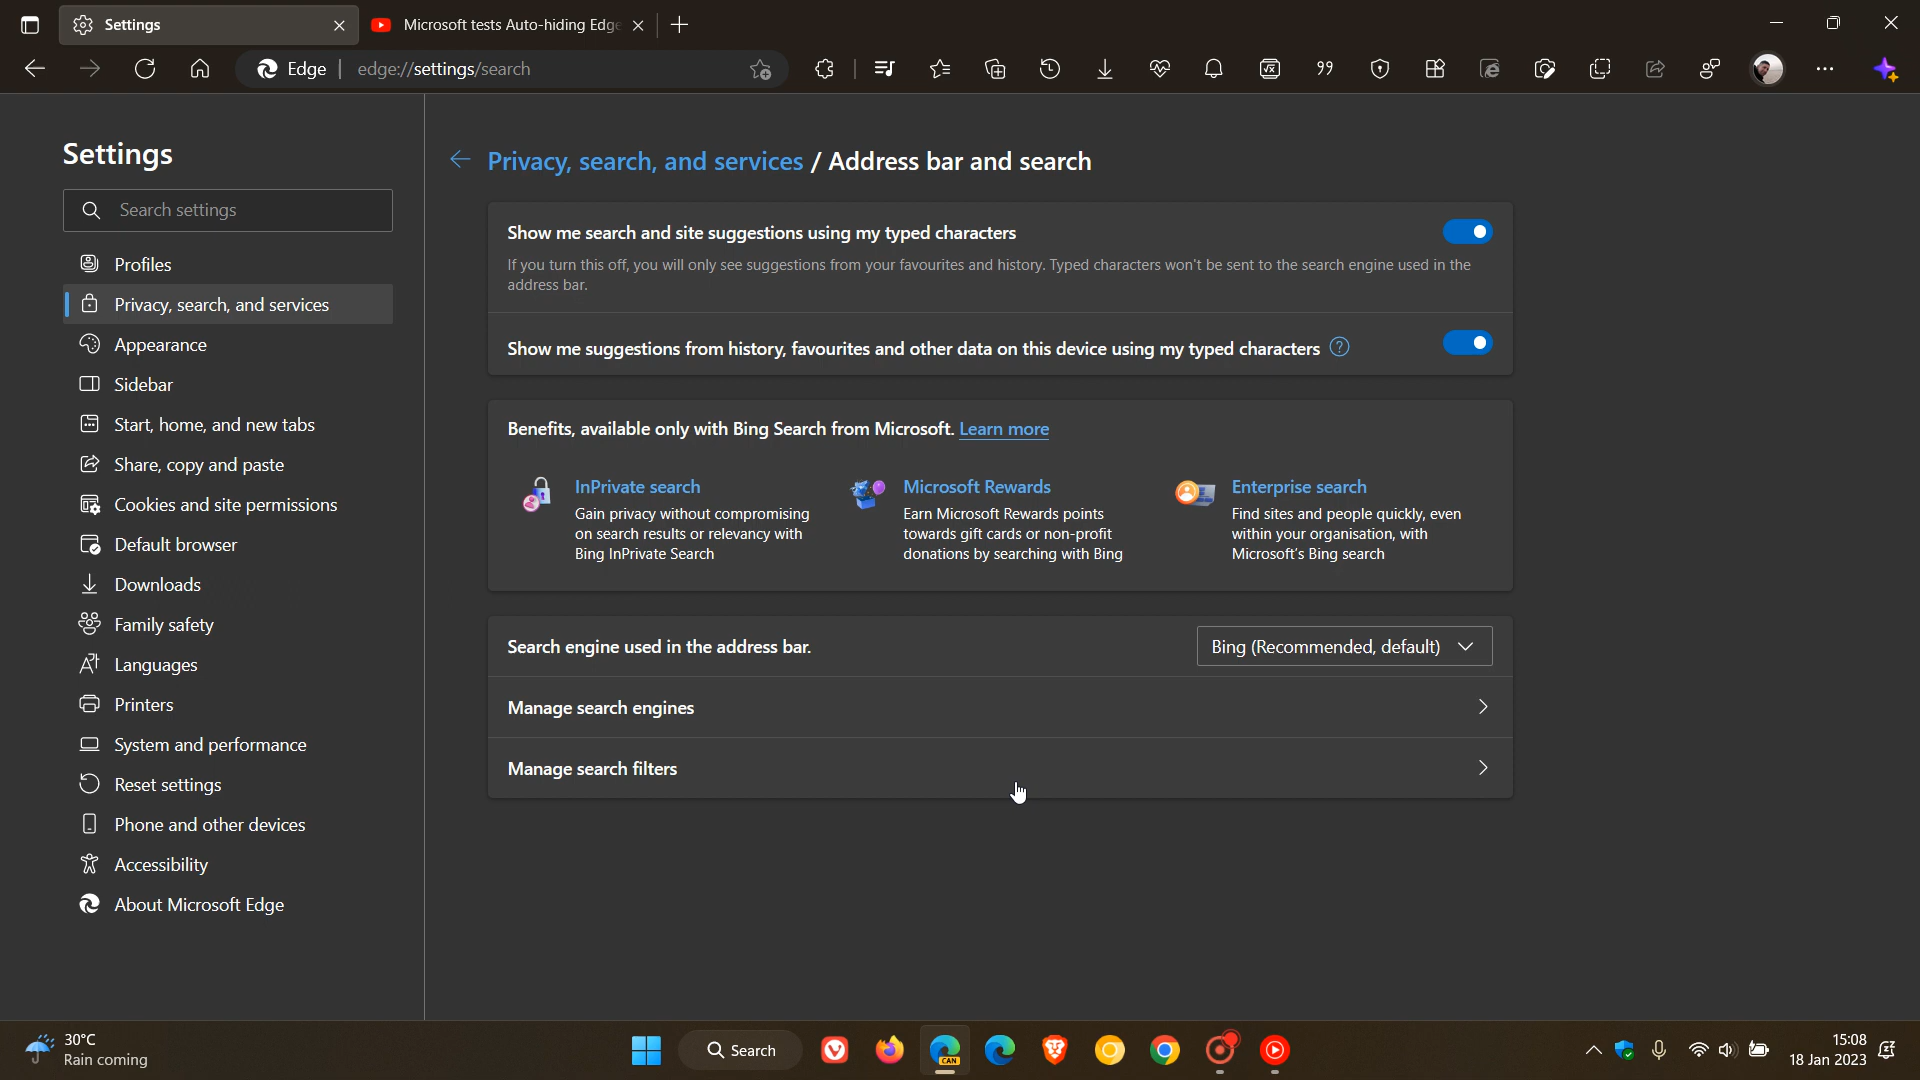 Settings
Microsoft tests Auto-hiding Edge
Edge
edge://settings/search
Settings
Search settings
Profiles
Privacy, search, and services
Appearance
Sidebar
Start, home, and new tabs
Share, copy and paste
Cookies and site permissions
Default browser
Downloads
Family safety
Languages
Printers
System and performance
Reset settings
Phone and other devices
Accessibility
About Microsoft Edge
Privacy, search, and services / Address bar and search
Show me search and site suggestions using my typed characters
If you turn this off, you will only see suggestions from your favourites and history. Typed characters won't be sent to the search engine used in the
address bar.
Show me suggestions from history, favourites and other data on this device using my typed characters
Benefits, available only with Bing Search from Microsoft. Learn more
InPrivate search
Gain privacy without compromising
on search results or relevancy with
Bing InPrivate Search
Microsoft Rewards
Earn Microsoft Rewards points
towards gift cards or non-profit
donations by searching with Bing
Enterprise search
Find sites and people quickly, even
within your organisation, with
Microsoft's Bing search
Search engine used in the address bar.
Bing (Recommended, default)
Manage search engines
Manage search filters
30°C
Rain coming
Search
CAN
15:08
18 Jan 2023